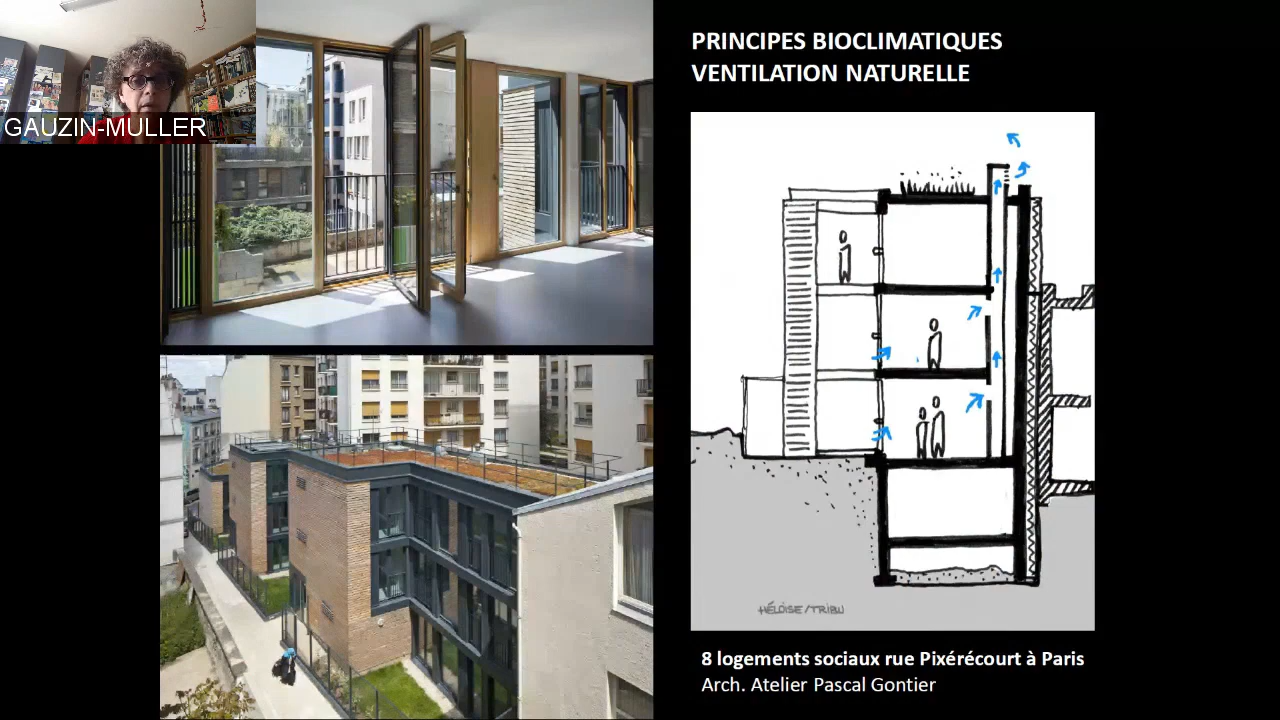 GAUZIN-MULLER
PRINCIPES BIOCLIMATIQUES
VENTILATION NATURELLE
HÉLOÏSE/TRIBU
8 logements sociaux rue Pixérécourt à Paris
Arch. Atelier Pascal Gontier